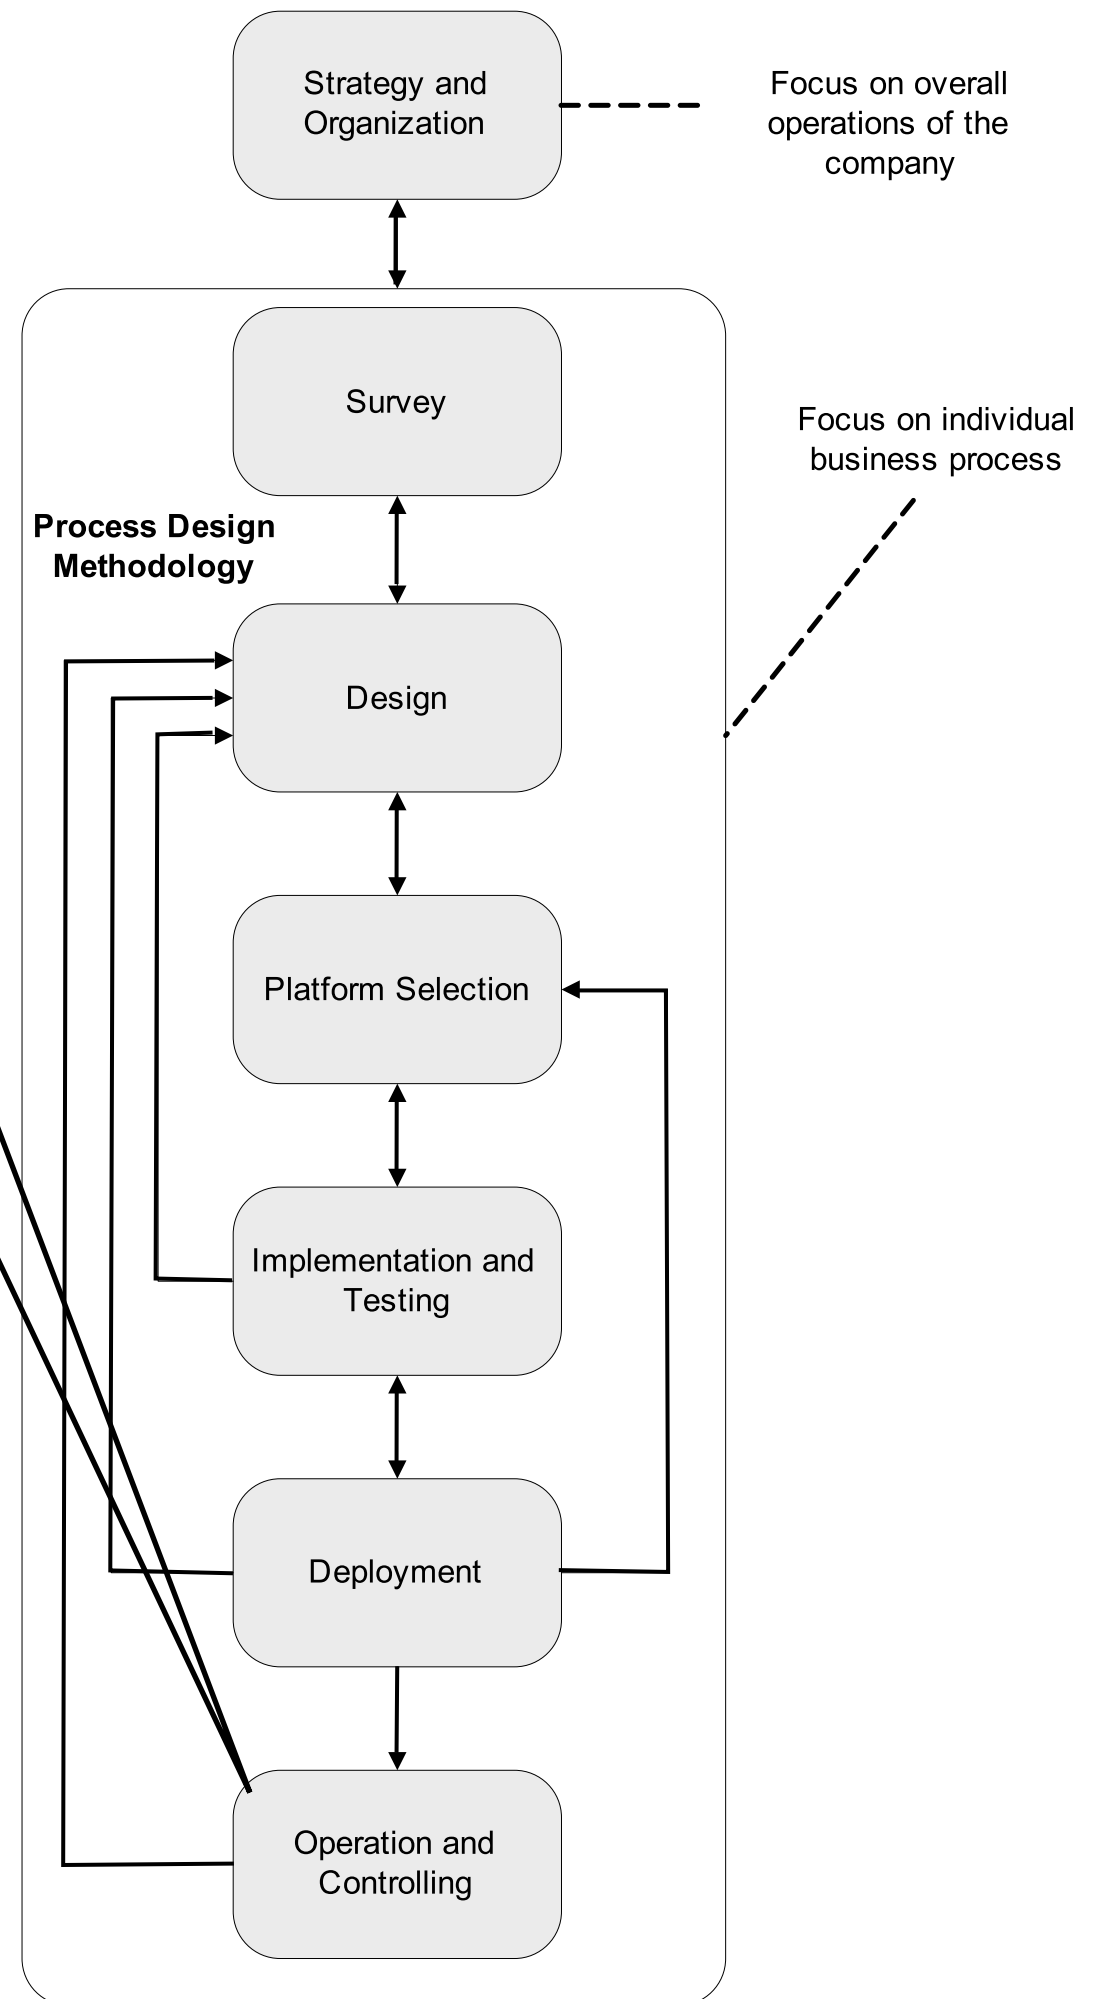 Strategy and
Organization
Focus on overall
operations of the
company
Survey
Focus on individual
business process
Process Design
Methodology
Design
Platform Selection
Implementation and
Testing
Deployment
Operation and
Controlling